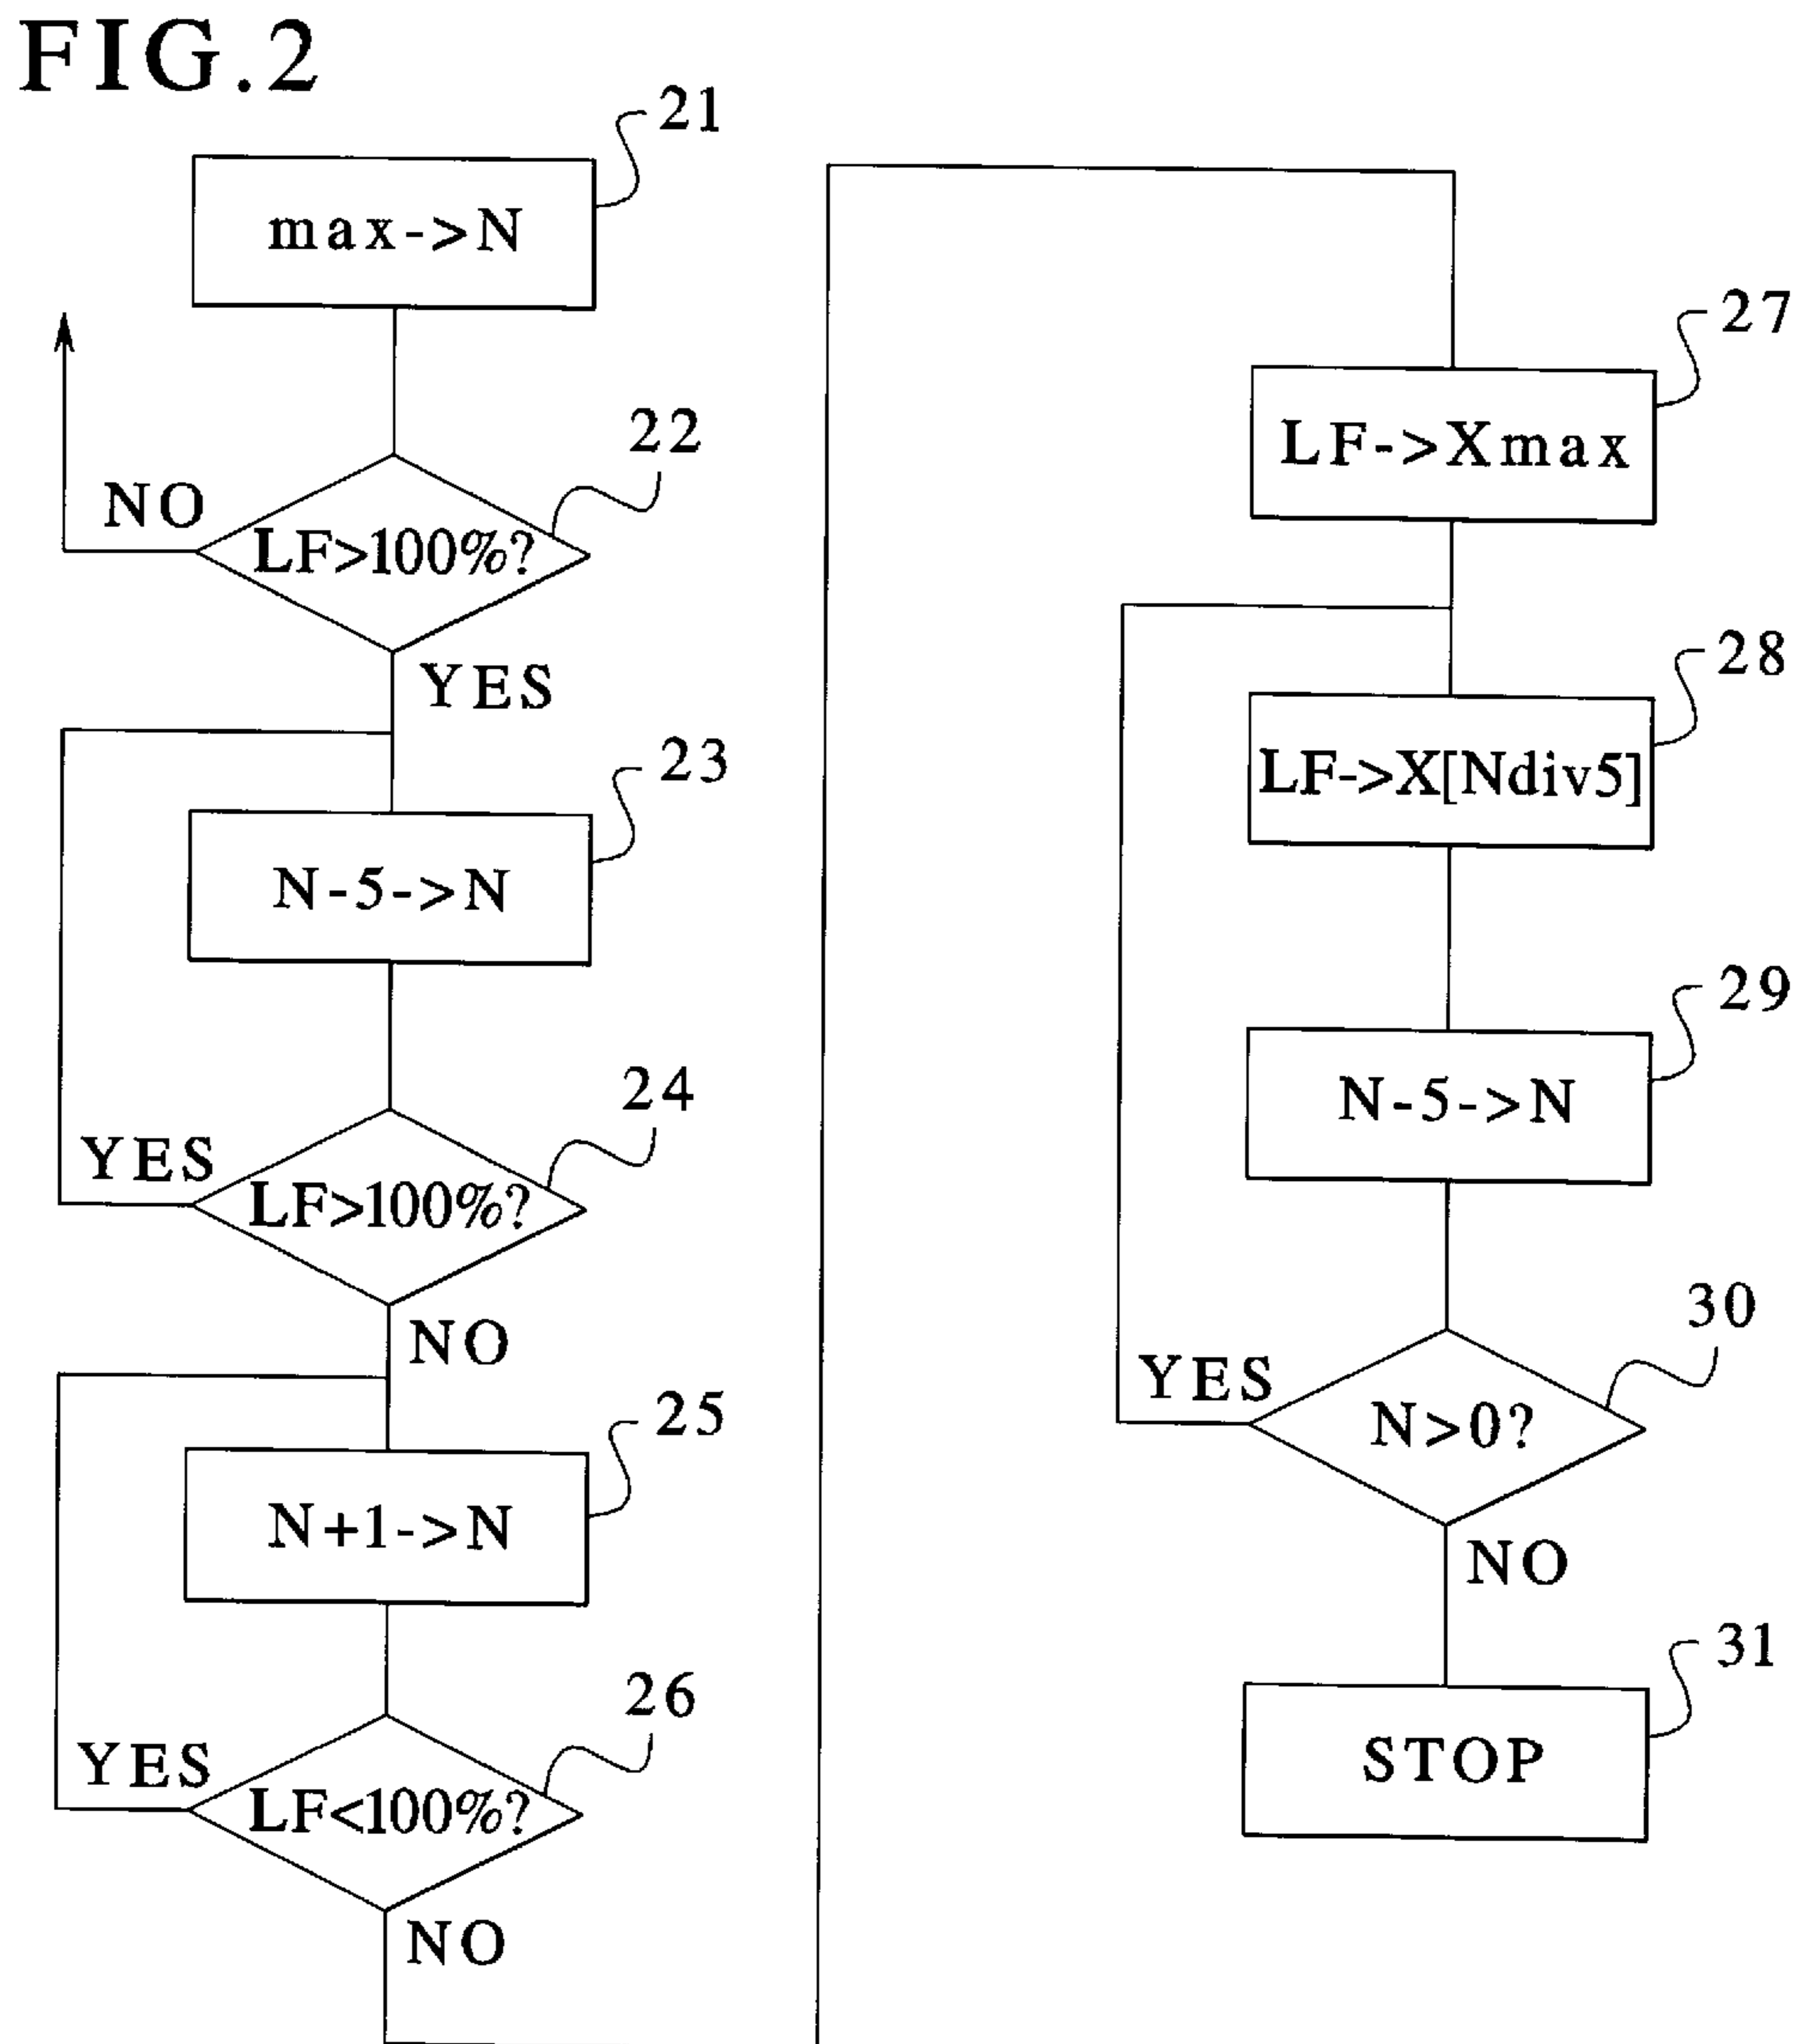 FIG.2
21
max->N
22
NO
LF>100%?
YES
23
N-5->N
24
YES
LF>100%?
NO
25
N+1->N
26
YES
LF<100%?
NO
27
LF->Xmax
28
LF->X[Ndiv5]
29
N-5->N
30
YES
N>0?
NO
31
STOP